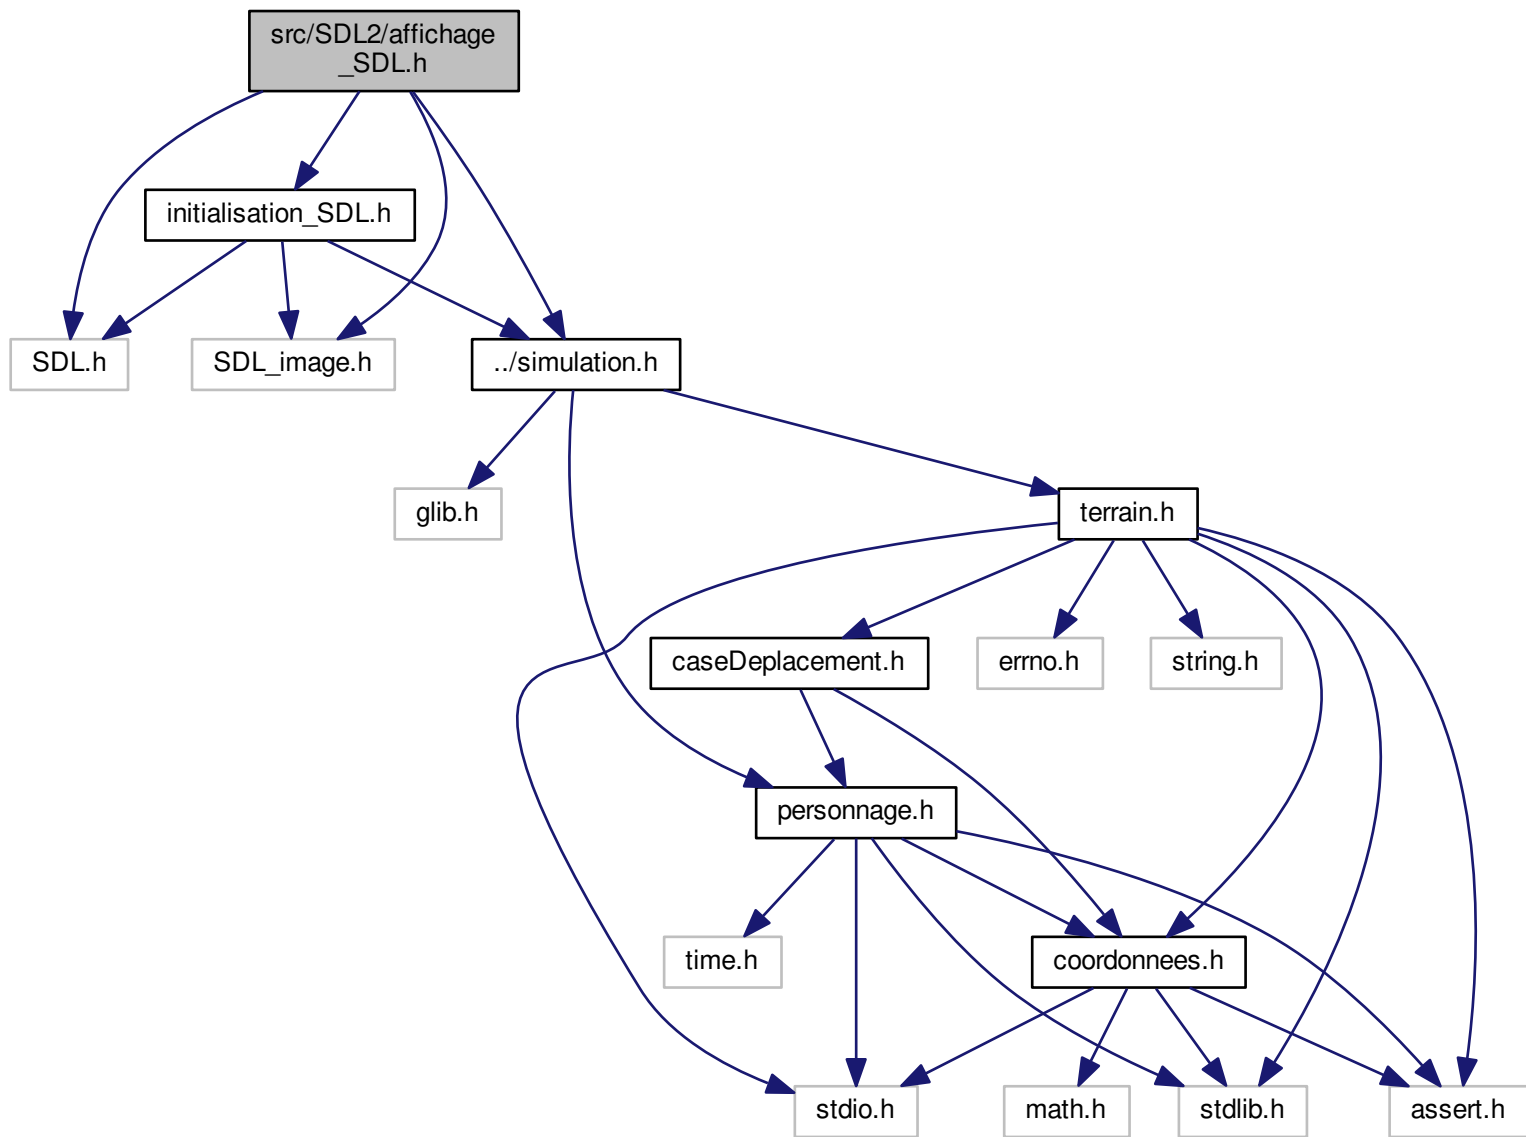 src/SDL2/affichage
_SDL.h
initialisation_SDL.h
SDL.h
SDL_image.h
../simulation.h
glib.h
terrain.h
caseDeplacement.h
errno.h
string.h
personnage.h
time.h
coordonnees.h
stdio.h
math.h
stdlib.h
assert.h